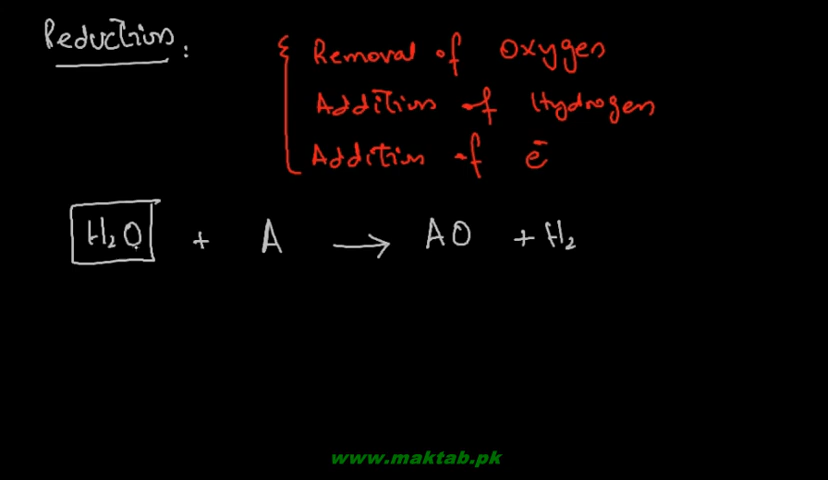 Reduction:
Removal of Oxygen
Addition of Hydrogen
Addition of e⁻
H₂O + A → AO + H₂
www.maktab.pk